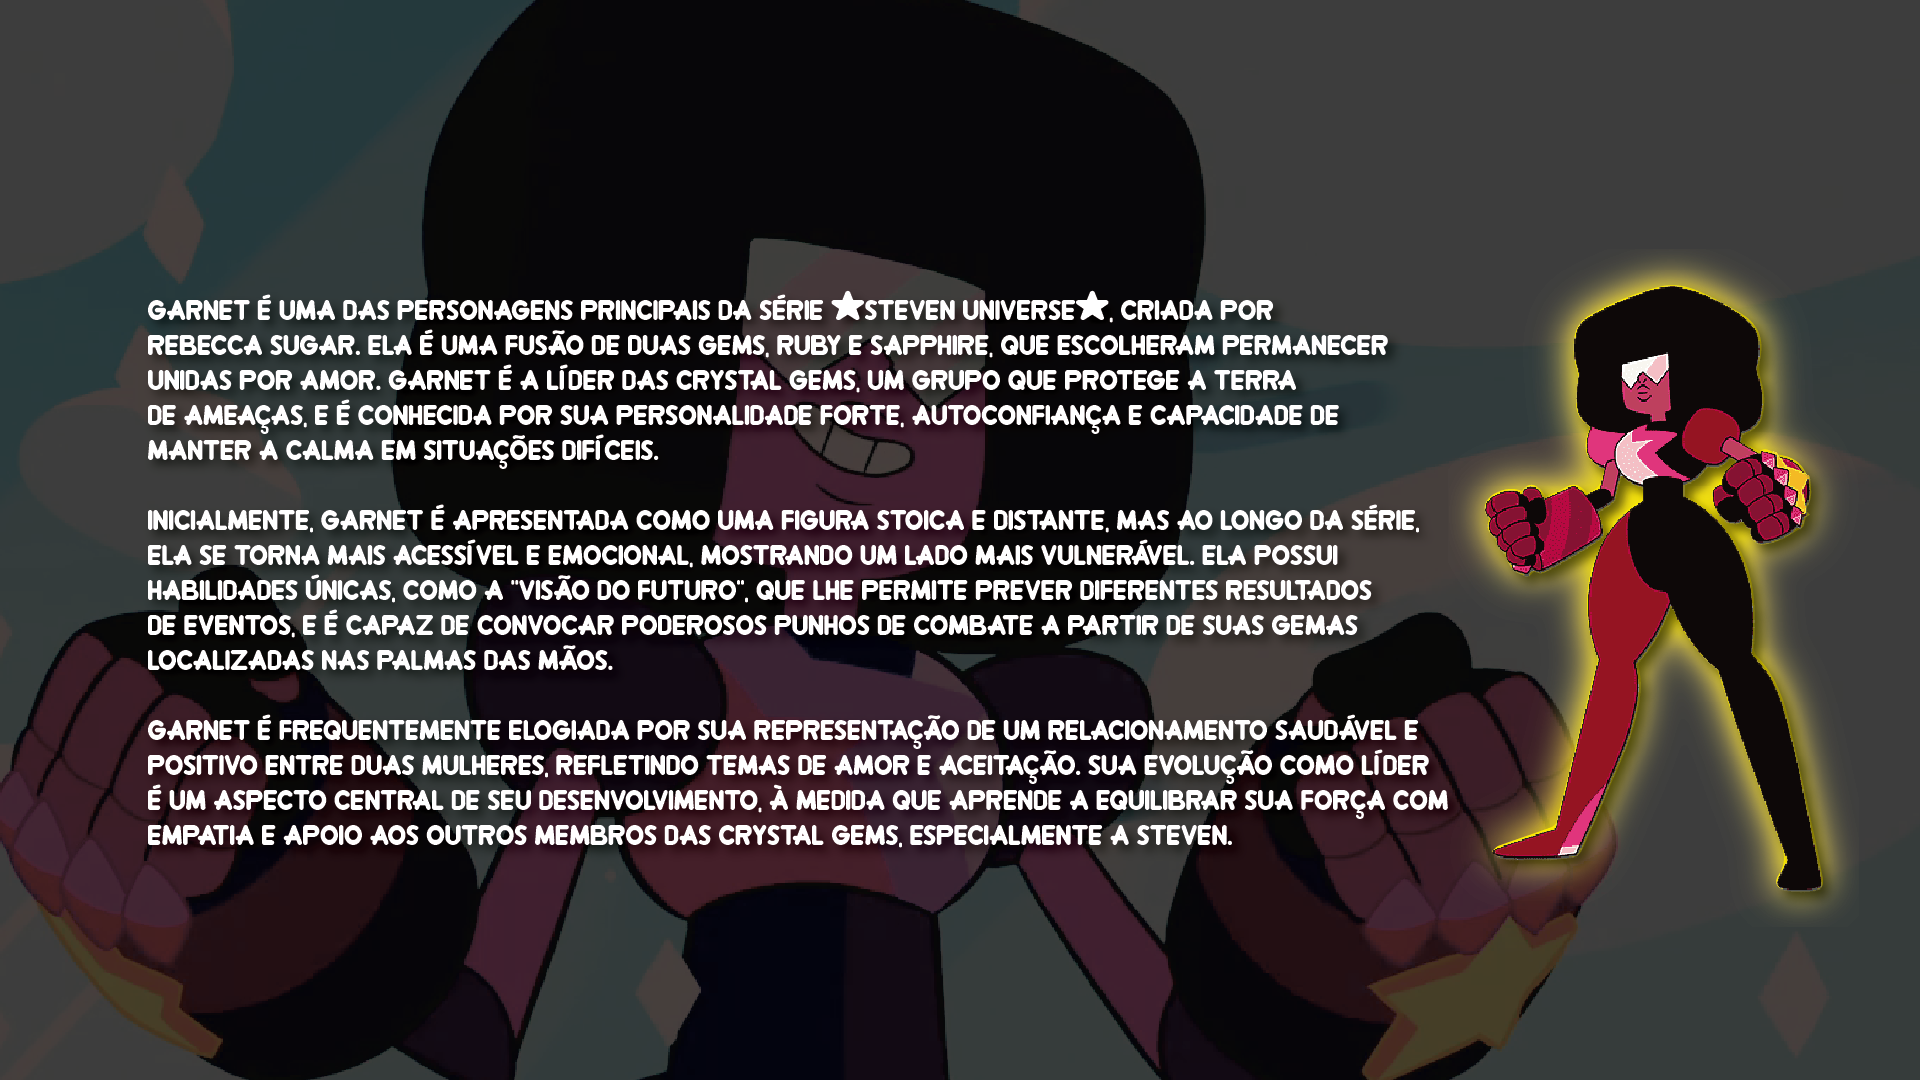 GARNET É UMA DAS PERSONAGENS PRINCIPAIS DA SÉRIE ★STEVEN UNIVERSE★, CRIADA POR
REBECCA SUGAR. ELA É UMA FUSÃO DE DUAS GEMS, RUBY E SAPPHIRE, QUE ESCOLHERAM PERMANECER
UNIDAS POR AMOR. GARNET É A LÍDER DAS CRYSTAL GEMS, UM GRUPO QUE PROTEGE A TERRA
DE AMEAÇAS, E É CONHECIDA POR SUA PERSONALIDADE FORTE, AUTOCONFIANÇA E CAPACIDADE DE
MANTER A CALMA EM SITUAÇÕES DIFÍCEIS.
INICIALMENTE, GARNET É APRESENTADA COMO UMA FIGURA STOICA E DISTANTE, MAS AO LONGO DA SÉRIE,
ELA SE TORNA MAIS ACESSÍVEL E EMOCIONAL, MOSTRANDO UM LADO MAIS VULNERÁVEL. ELA POSSUI
HABILIDADES ÚNICAS, COMO A "VISÃO DO FUTURO", QUE LHE PERMITE PREVER DIFERENTES RESULTADOS
DE EVENTOS, E É CAPAZ DE CONVOCAR PODEROSOS PUNHOS DE COMBATE A PARTIR DE SUAS GEMAS
LOCALIZADAS NAS PALMAS DAS MÃOS.
GARNET É FREQUENTEMENTE ELOGIADA POR SUA REPRESENTAÇÃO DE UM RELACIONAMENTO SAUDÁVEL E
POSITIVO ENTRE DUAS MULHERES, REFLETINDO TEMAS DE AMOR E ACEITAÇÃO. SUA EVOLUÇÃO COMO LÍDER
É UM ASPECTO CENTRAL DE SEU DESENVOLVIMENTO, À MEDIDA QUE APRENDE A EQUILIBRAR SUA FORÇA COM
EMPATIA E APOIO AOS OUTROS MEMBROS DAS CRYSTAL GEMS, ESPECIALMENTE A STEVEN.